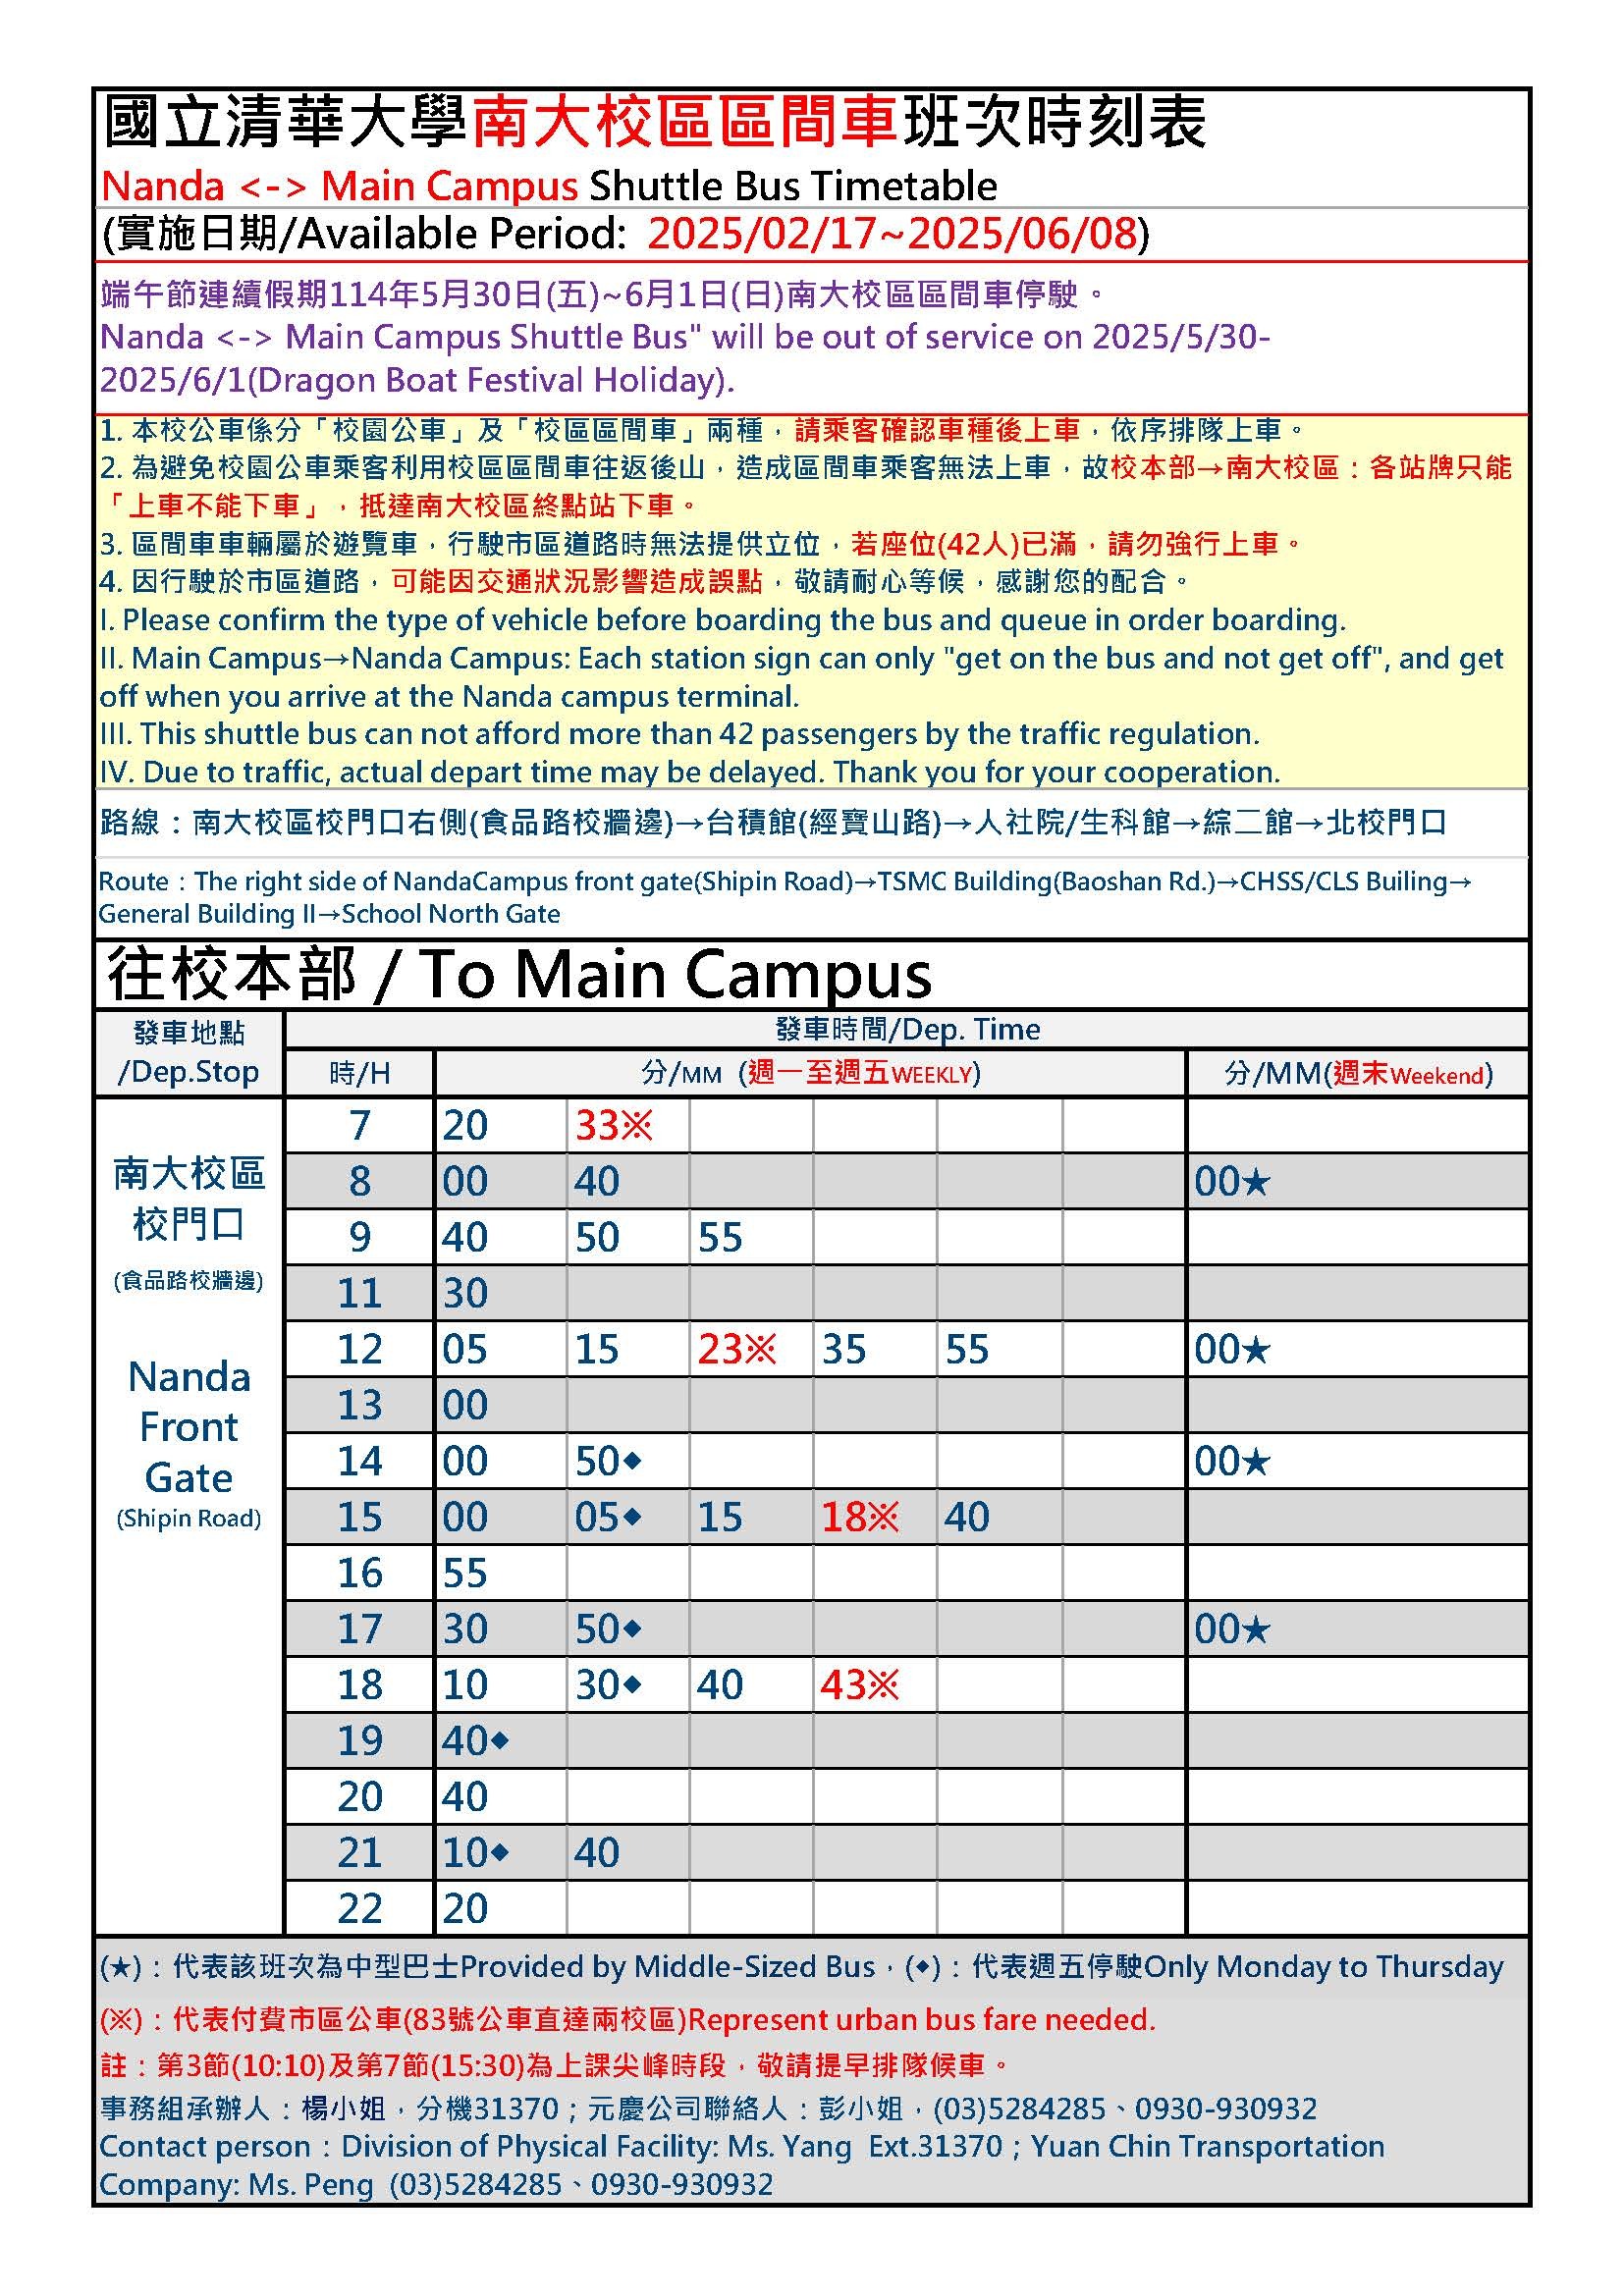 國立清華大學南大校區區間車班次時刻表
Nanda <-> Main Campus Shuttle Bus Timetable
(實施日期/Available Period: 2025/02/17~2025/06/08)
端午節連續假期114年5月30日(五)~6月1日(日)南大校區區間車停駛。
Nanda <-> Main Campus Shuttle Bus" will be out of service on 2025/5/30-
2025/6/1(Dragon Boat Festival Holiday).
1. 本校公車係分「校園公車」及「校區區間車」兩種，請乘客確認車種後上車，依序排隊上車。
2. 為避免校園公車乘客利用校區區間車往返後山，造成區間車乘客無法上車，故校本部→南大校區：各站牌只能
「上車不能下車」，抵達南大校區終點站下車。
3. 區間車車輛屬於遊覽車，行駛市區道路時無法提供立位，若座位(42人)已滿，請勿強行上車。
4. 因行駛於市區道路，可能因交通狀況影響造成誤點，敬請耐心等候，感謝您的配合。
I. Please confirm the type of vehicle before boarding the bus and queue in order boarding.
II. Main Campus→Nanda Campus: Each station sign can only "get on the bus and not get off", and get
off when you arrive at the Nanda campus terminal.
III. This shuttle bus can not afford more than 42 passengers by the traffic regulation.
IV. Due to traffic, actual depart time may be delayed. Thank you for your cooperation.
路線：南大校區校門口右側(食品路校牆邊)→台積館(經寶山路)→人社院/生科館→綜二館→北校門口
Route：The right side of NandaCampus front gate(Shipin Road)→TSMC Building(Baoshan Rd.)→CHSS/CLS Builing→
General Building II→School North Gate
往校本部 / To Main Campus
發車地點
/Dep.Stop
發車時間/Dep. Time
時/H 分/MM (週一至週五WEEKLY) 分/MM(週末Weekend)
南大校區
校門口
(食品路校牆邊)
Nanda
Front
Gate
(Shipin Road)
7 20 33※
8 00 40 00★
9 40 50 55
11 30
12 05 15 23※ 35 55 00★
13 00
14 00 50◆ 00★
15 00 05◆ 15 18※ 40
16 55
17 30 50◆ 00★
18 10 30◆ 40 43※
19 40◆
20 40
21 10◆ 40
22 20
(★)：代表該班次為中型巴士Provided by Middle-Sized Bus，(◆)：代表週五停駛Only Monday to Thursday
(※)：代表付費市區公車(83號公車直達兩校區)Represent urban bus fare needed.
註：第3節(10:10)及第7節(15:30)為上課尖峰時段，敬請提早排隊候車。
事務組承辦人：楊小姐，分機31370；元慶公司聯絡人：彭小姐，(03)5284285、0930-930932
Contact person：Division of Physical Facility: Ms. Yang Ext.31370；Yuan Chin Transportation
Company: Ms. Peng (03)5284285、0930-930932